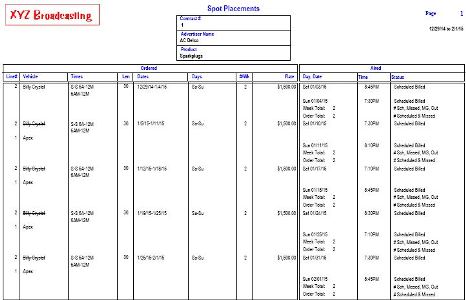 XYZ Broadcasting
Spot Placements
Page 1
Contract #:
1
12/29/14 to 2/1/15
Advertiser Name
AC Delco
Product
Sparkplugs
Ordered Aired
Line# Vehicle Times Len Dates Days #/Wk Rate Day, Date Time Status
2 Billy Crystal S-S 6A-12M 30 12/29/14-1/4/15 Sa-Su 2 $1,500.00 Sat 01/03/15 8:45PM Scheduled Billed
6AM-12M
Sun 01/04/15 7:30PM Scheduled Billed
Week Total: 2 # Sch, Missed, MG, Out
Order Total: 2 # Scheduled & Missed
2 Billy Crystal S-S 6A-12M 30 1/5/15-1/11/15 Sa-Su 2 $1,500.00 Sat 01/10/15 7:30PM Scheduled Billed
6AM-12M
1 Apex
Sun 01/11/15 8:10PM Scheduled Billed
Week Total: 2 # Sch, Missed, MG, Out
Order Total: 2 # Scheduled & Missed
2 Billy Crystal S-S 6A-12M 30 1/12/15-1/18/15 Sa-Su 2 $1,500.00 Sat 01/17/15 7:10PM Scheduled Billed
6AM-12M
1 Apex
Sun 01/18/15 8:45PM Scheduled Billed
Week Total: 2 # Sch, Missed, MG, Out
Order Total: 2 # Scheduled & Missed
2 Billy Crystal S-S 6A-12M 30 1/19/15-1/25/15 Sa-Su 2 $1,500.00 Sat 01/24/15 8:30PM Scheduled Billed
6AM-12M
1 Apex
Sun 01/25/15 7:10PM Scheduled Billed
Week Total: 2 # Sch, Missed, MG, Out
Order Total: 2 # Scheduled & Missed
2 Billy Crystal S-S 6A-12M 30 1/26/15-2/1/15 Sa-Su 2 $1,500.00 Sat 01/31/15 7:30PM Scheduled Billed
6AM-12M
1 Apex
Sun 02/01/15 8:45PM Scheduled Billed
Week Total: 2 # Sch, Missed, MG, Out
Order Total: 2 # Scheduled & Missed